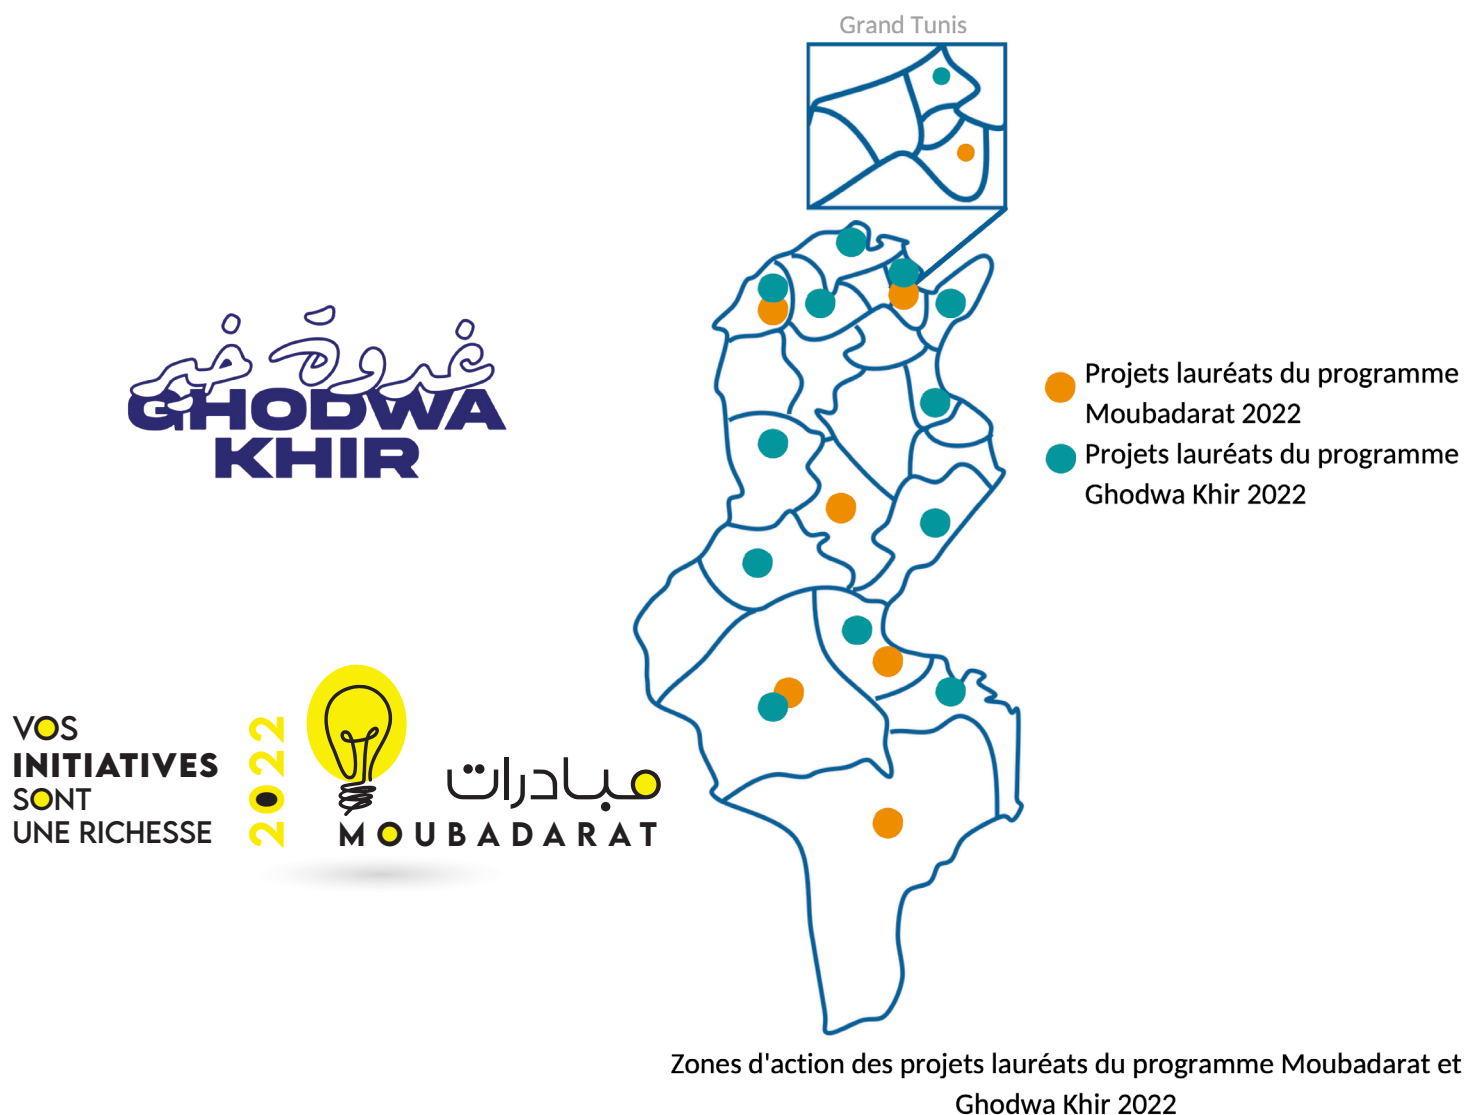 Grand Tunis
غدوة خير
GHODWA
KHIR
Projets lauréats du programme
Moubadarat 2022
Projets lauréats du programme
Ghodwa Khir 2022
VOS
INITIATIVES
SONT
UNE RICHESSE
2022
مبادرات
MOUBADARAT
Zones d'action des projets lauréats du programme Moubadarat et
Ghodwa Khir 2022